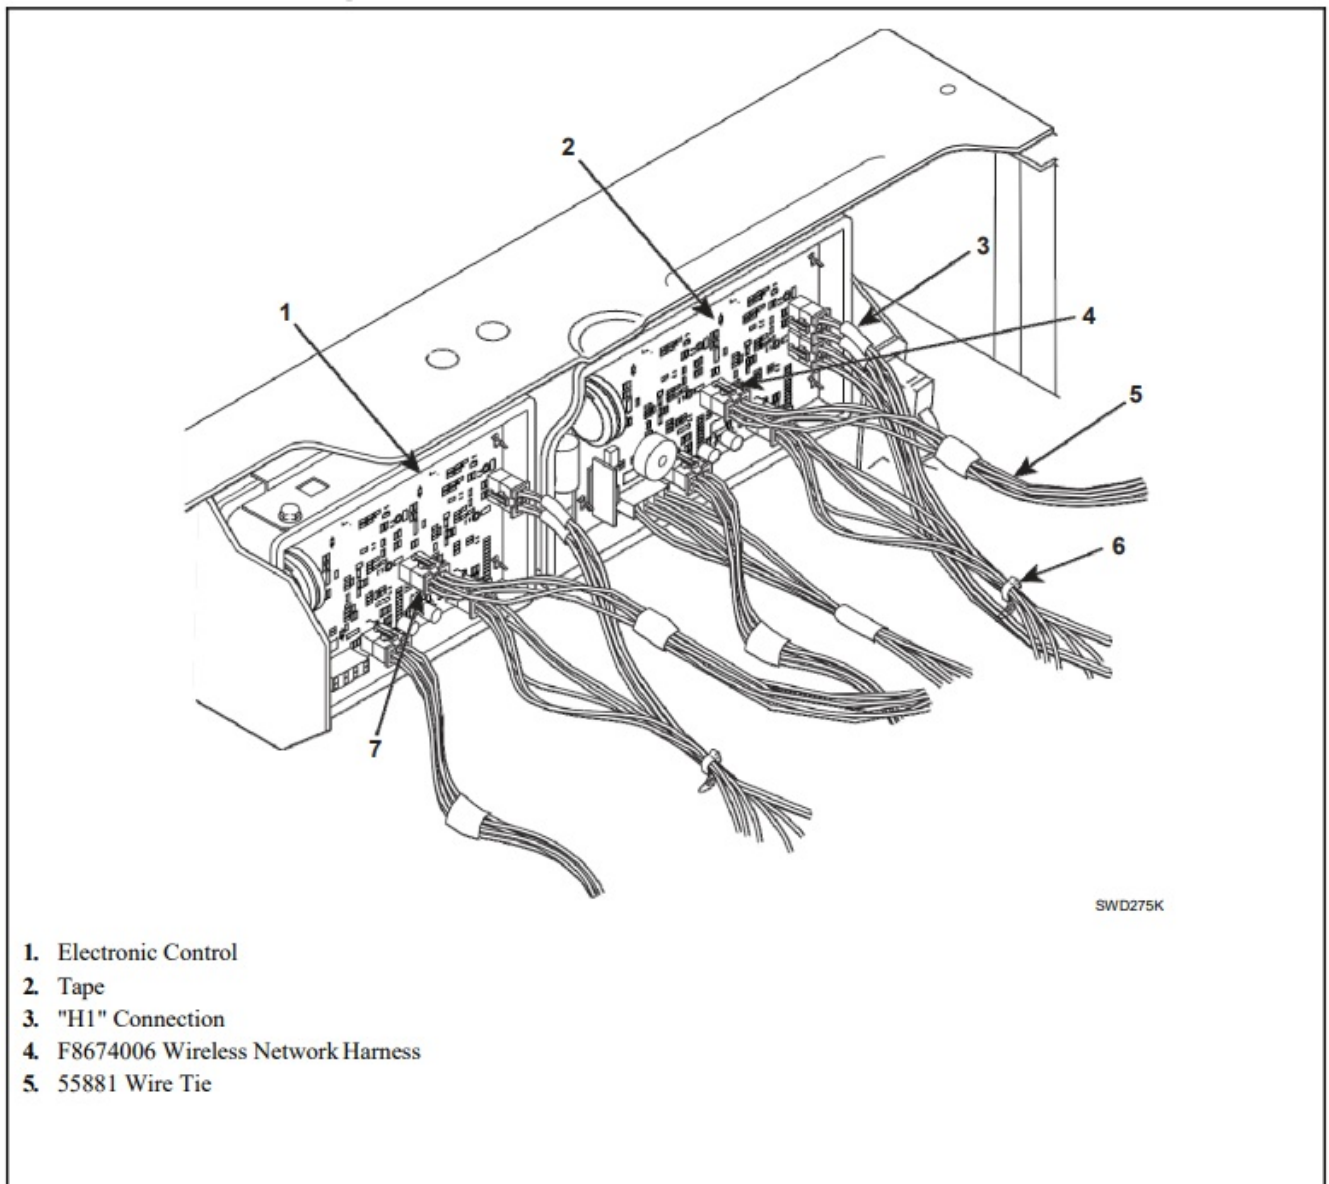 2
3
1
4
5
6
7
SWD275K
1. Electronic Control
2. Tape
3. "H1" Connection
4. F8674006 Wireless Network Harness
5. 55881 Wire Tie